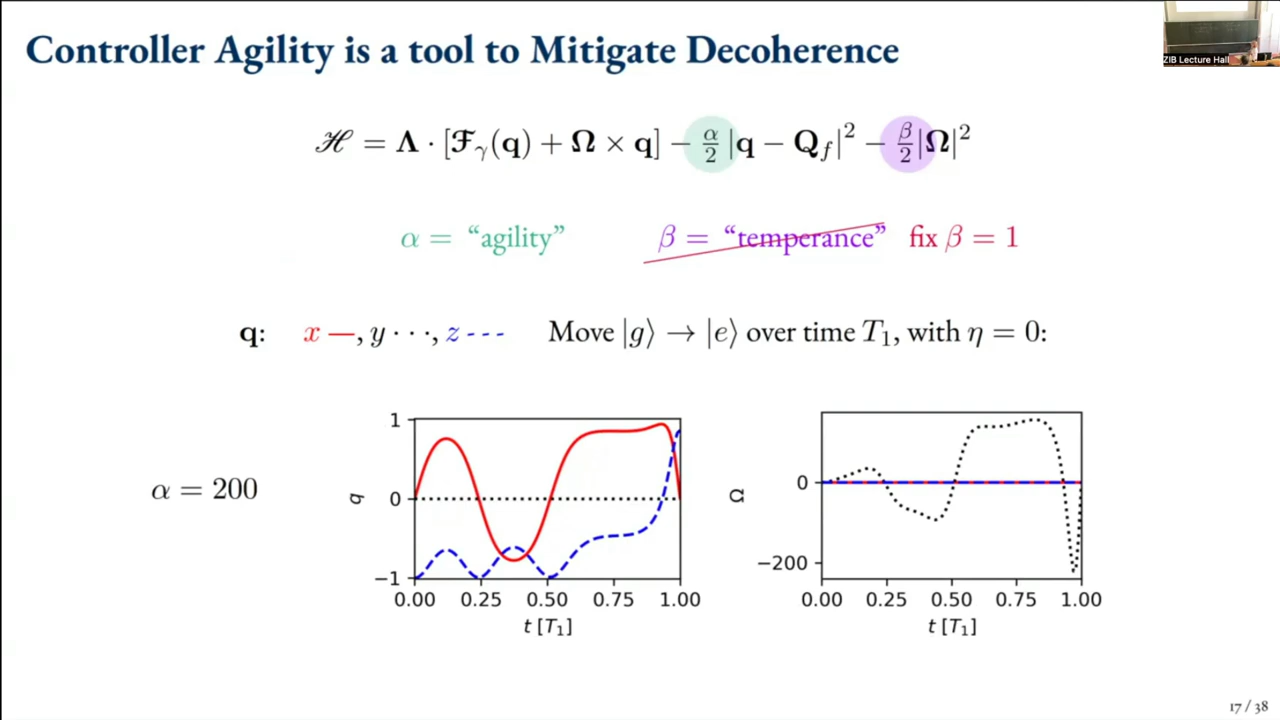 Controller Agility is a tool to Mitigate Decoherence
ZIB Lecture Hall
ℋ = Λ · [𝓕_γ(q) + Ω × q] − α/2 |q − Q_f|² − β/2 |Ω|²
α = “agility” β = “temperance” fix β = 1
q: x —, y · · ·, z - - - Move |g⟩ → |e⟩ over time T₁, with η = 0:
α = 200
q
1
0
−1
0.00 0.25 0.50 0.75 1.00
t [T₁]
Ω
0
−200
0.00 0.25 0.50 0.75 1.00
t [T₁]
17 / 38